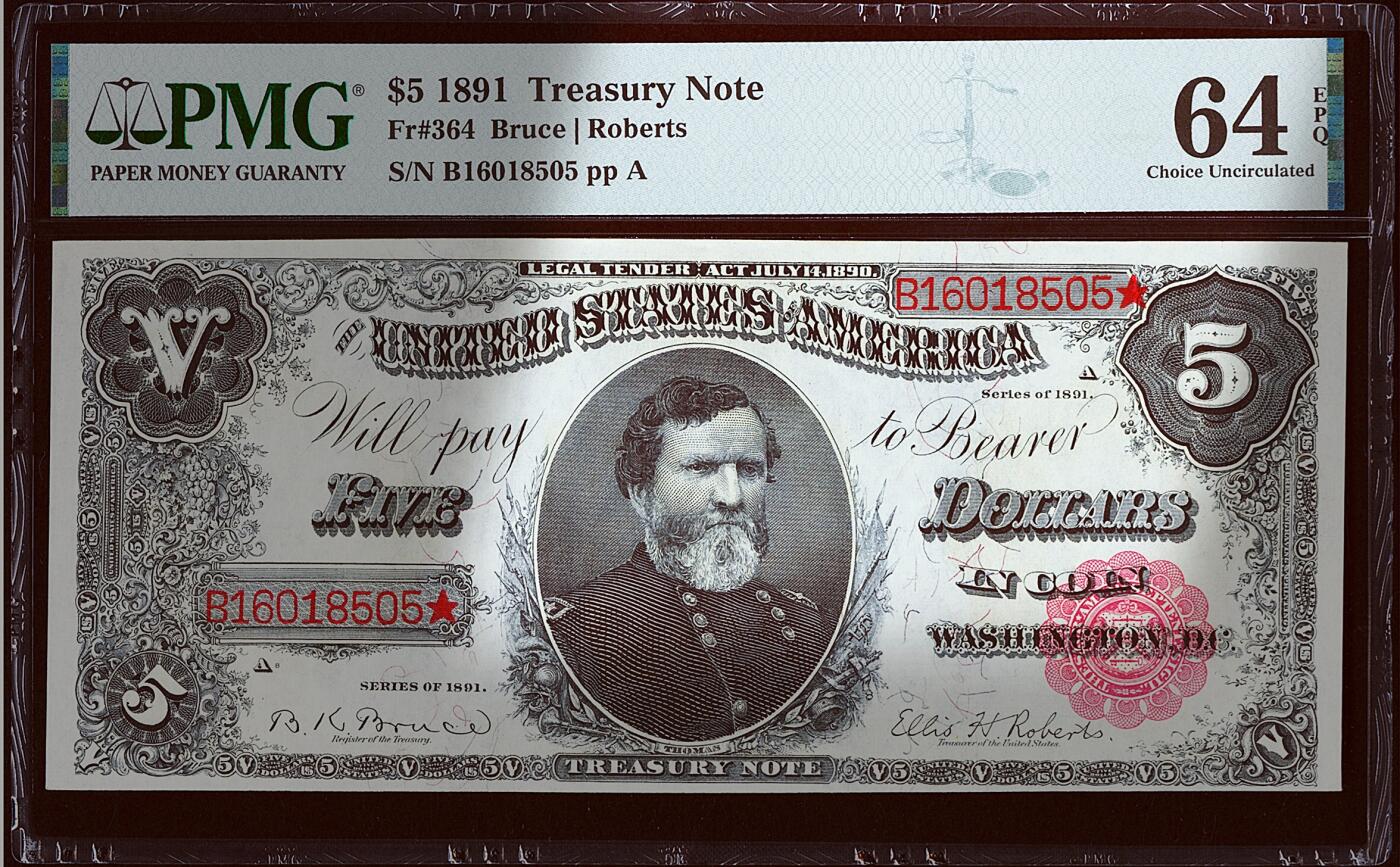 PMG®
PAPER MONEY GUARANTY
$5 1891 Treasury Note
Fr#364 Bruce | Roberts
S/N B16018505 pp A
64
EPQ
Choice Uncirculated
LEGAL TENDER ACT JULY 14, 1890.
B16018505★
FIVE
V
THE UNITED STATES OF AMERICA
5
A
Series of 1891.
Will pay to Bearer
FIVE DOLLARS
IN COIN
B16018505★
WASHINGTON, D.C.
A 8
SERIES OF 1891.
5
B. K. Bruce
Register of the Treasury.
Ellis H. Roberts.
Treasurer of the United States.
V
THOMAS
TREASURY NOTE